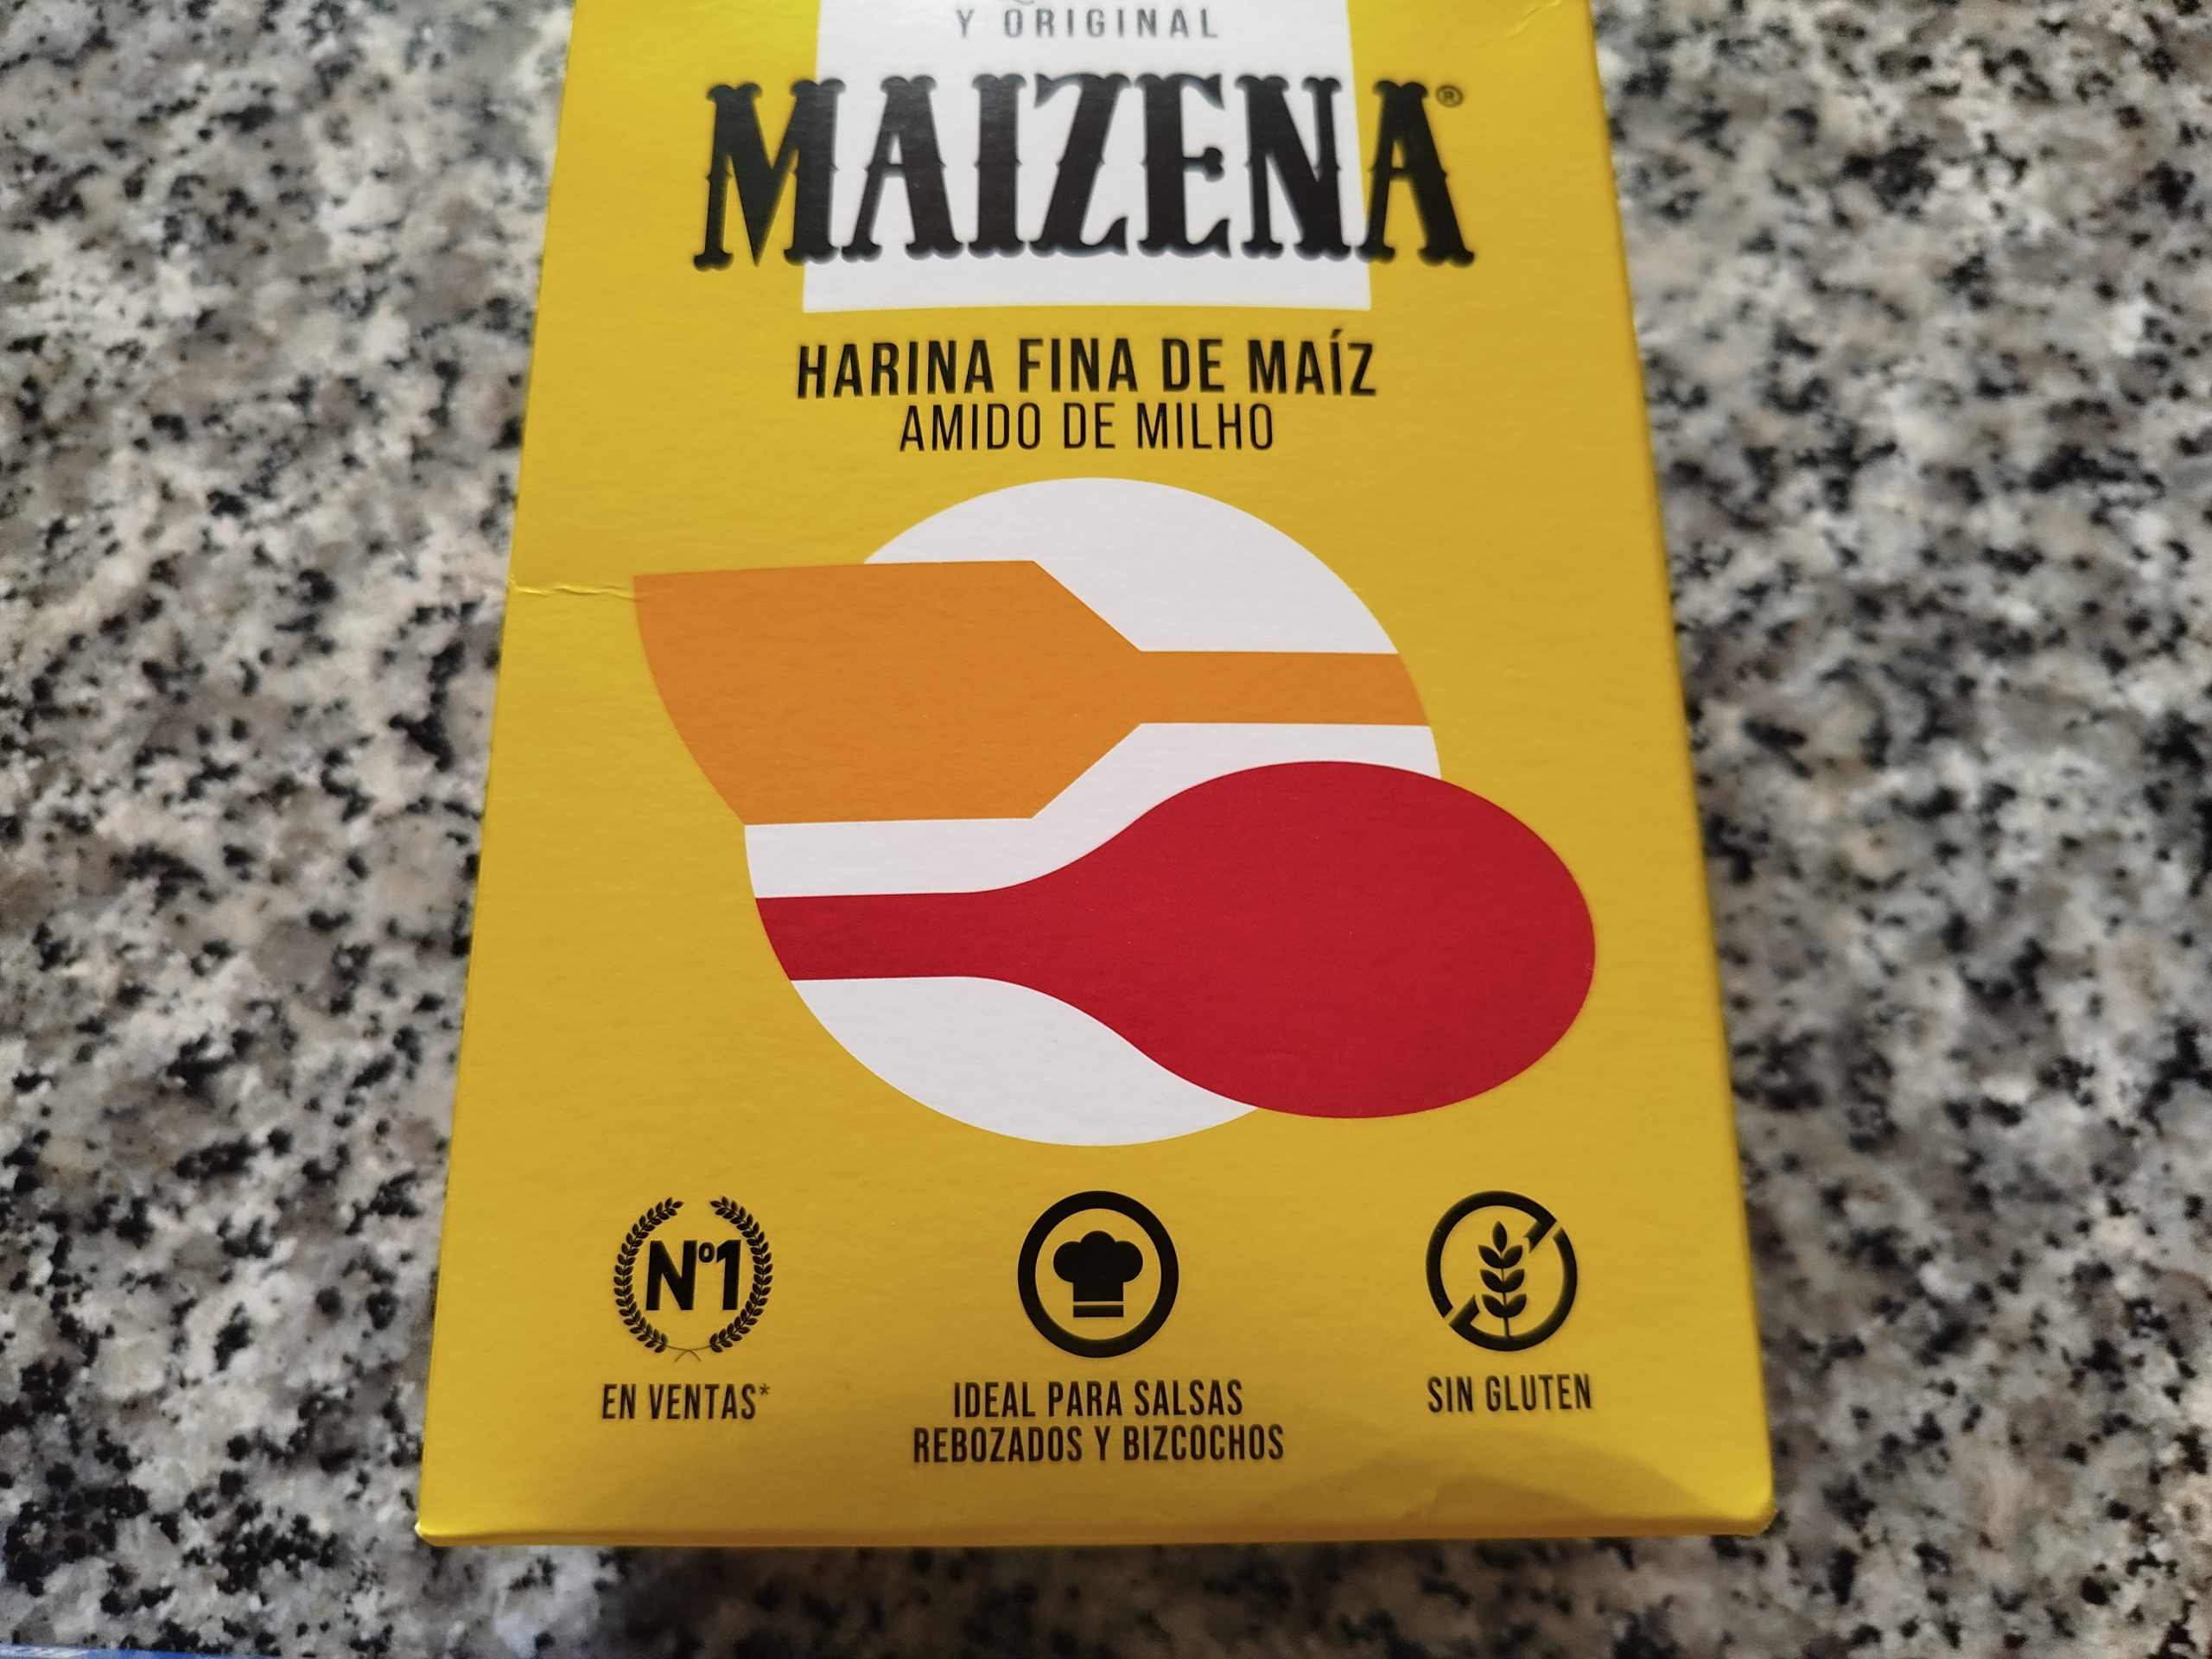 Y ORIGINAL
MAIZENA®
HARINA FINA DE MAÍZ
AMIDO DE MILHO
Nº1
EN VENTAS*
IDEAL PARA SALSAS
REBOZADOS Y BIZCOCHOS
SIN GLUTEN